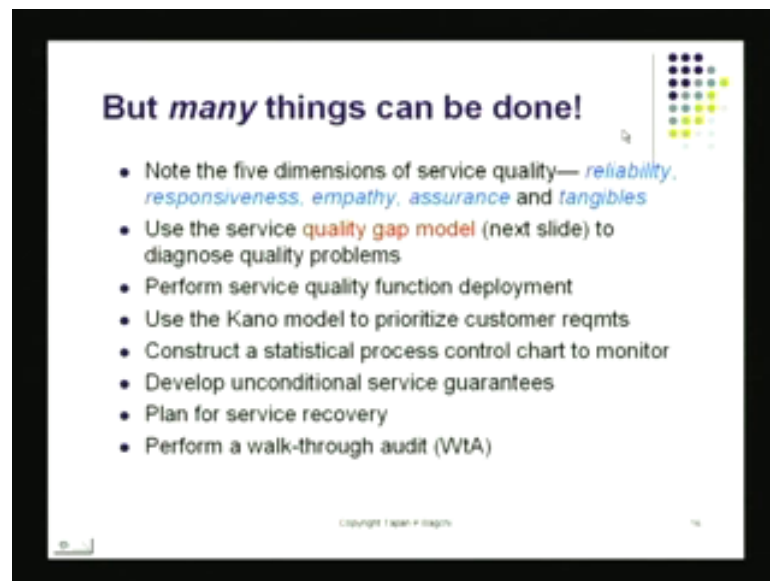 But many things can be done!
• Note the five dimensions of service quality— reliability,
responsiveness, empathy, assurance and tangibles
• Use the service quality gap model (next slide) to
diagnose quality problems
• Perform service quality function deployment
• Use the Kano model to prioritize customer reqmts
• Construct a statistical process control chart to monitor
• Develop unconditional service guarantees
• Plan for service recovery
• Perform a walk-through audit (WtA)
Copyright Tapan P Bagchi